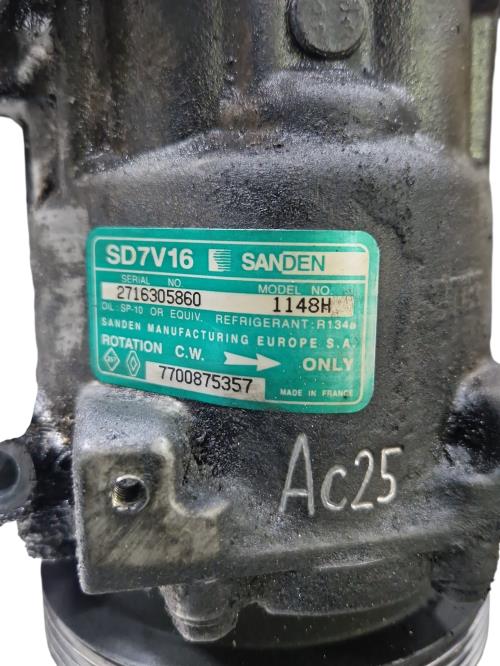 SD7V16 SANDEN
SERIAL NO. MODEL NO.
2716305860 1148H
OIL: SP-10 OR EQUIV. REFRIGERANT: R134a
SANDEN MANUFACTURING EUROPE S.A.
ROTATION C.W. ONLY
7700875357
MADE IN FRANCE
Ac25